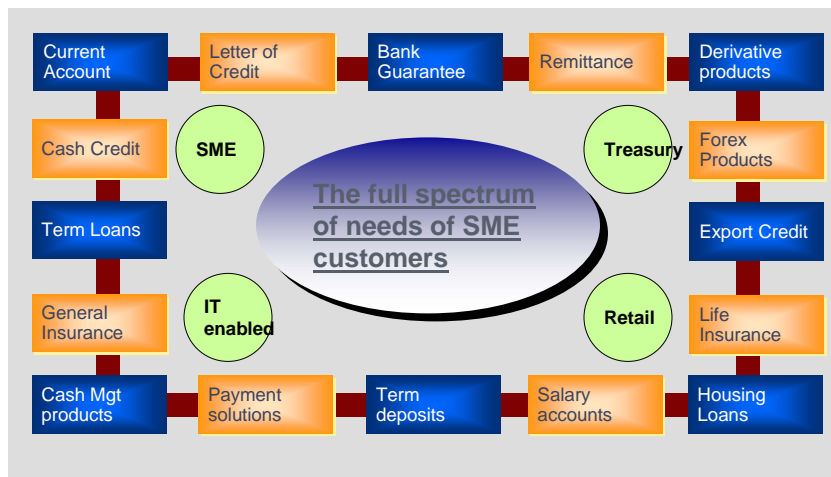 Current
Account
Letter of
Credit
Bank
Guarantee
Remittance
Derivative
products
Cash Credit
SME
Treasury
Forex
Products
The full spectrum
of needs of SME
customers
Term Loans
Export Credit
General
Insurance
IT
enabled
Retail
Life
Insurance
Cash Mgt
products
Payment
solutions
Term
deposits
Salary
accounts
Housing
Loans